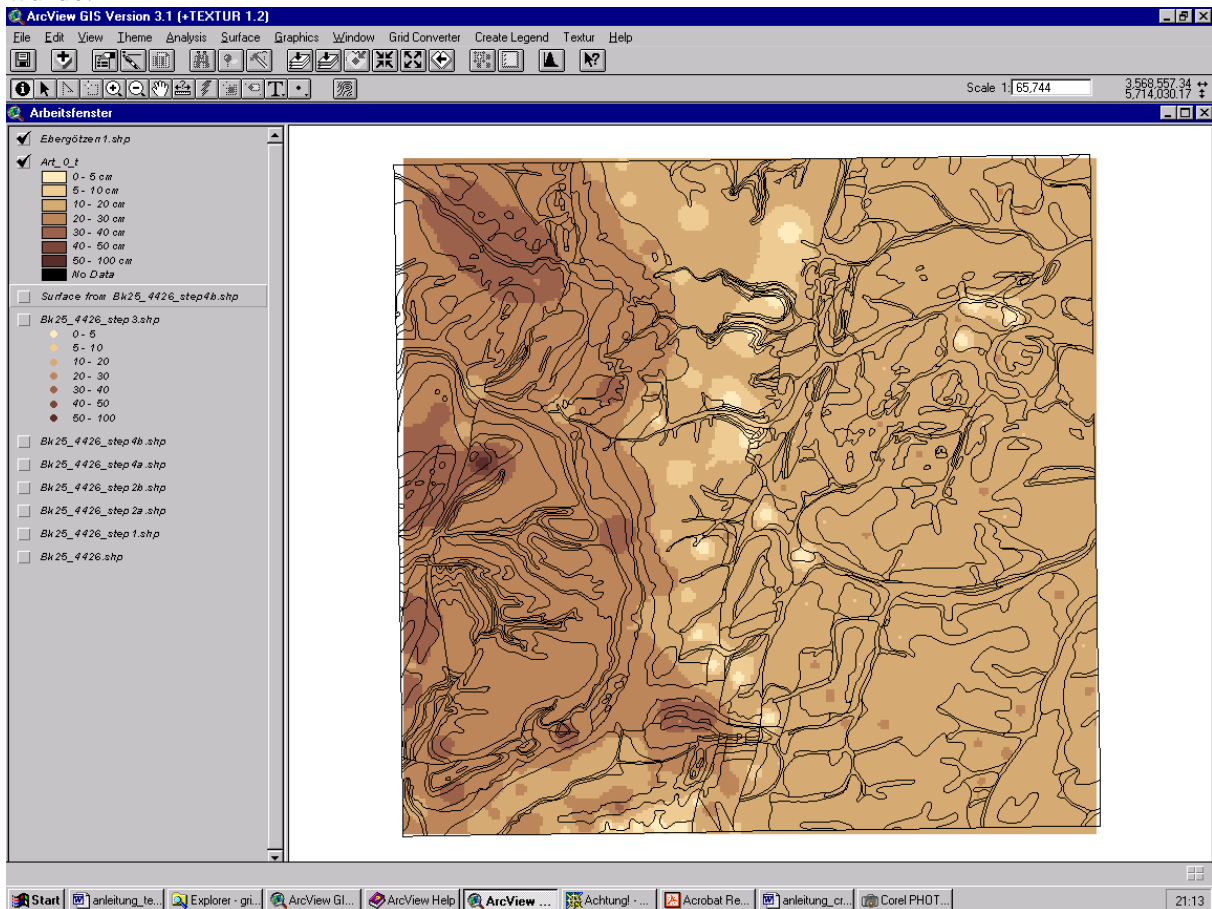 wurde.
ArcView GIS Version 3.1 (+TEXTUR 1.2)
File Edit View Theme Analysis Surface Graphics Window Grid Converter Create Legend Textur Help
Scale 1: 65,744
3,568,557.34
5,714,030.17
Arbeitsfenster
Ebergötzen1.shp
Art_0_t
0 - 5 cm
5 - 10 cm
10 - 20 cm
20 - 30 cm
30 - 40 cm
40 - 50 cm
50 - 100 cm
No Data
Surface from Bk25_4426_step4b.shp
Bk25_4426_step3.shp
0 - 5
5 - 10
10 - 20
20 - 30
30 - 40
40 - 50
50 - 100
Bk25_4426_step4b.shp
Bk25_4426_step4a.shp
Bk25_4426_step2b.shp
Bk25_4426_step2a.shp
Bk25_4426_step1.shp
Bk25_4426.shp
Start anleitung_te... Explorer - gri... ArcView GI... ArcView Help ArcView ... Achtung! - ... Acrobat Re... anleitung_cr... Corel PHOT... 21:13